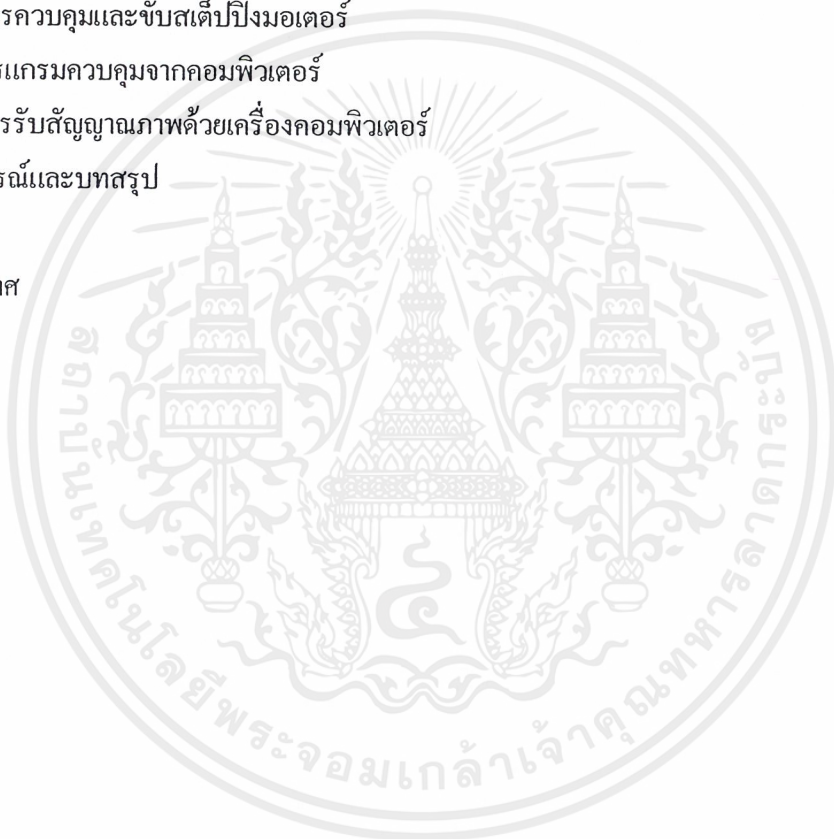 รควบคุมและขับสเต็ปปิงมอเตอร์
รแกรมควบคุมจากคอมพิวเตอร์
รรับสัญญาณภาพด้วยเครื่องคอมพิวเตอร์
รณ์และบทสรุป
ทศ
สถาบันเทคโนโลยีพระจอมเกล้าเจ้าคุณทหารลาดกระบัง